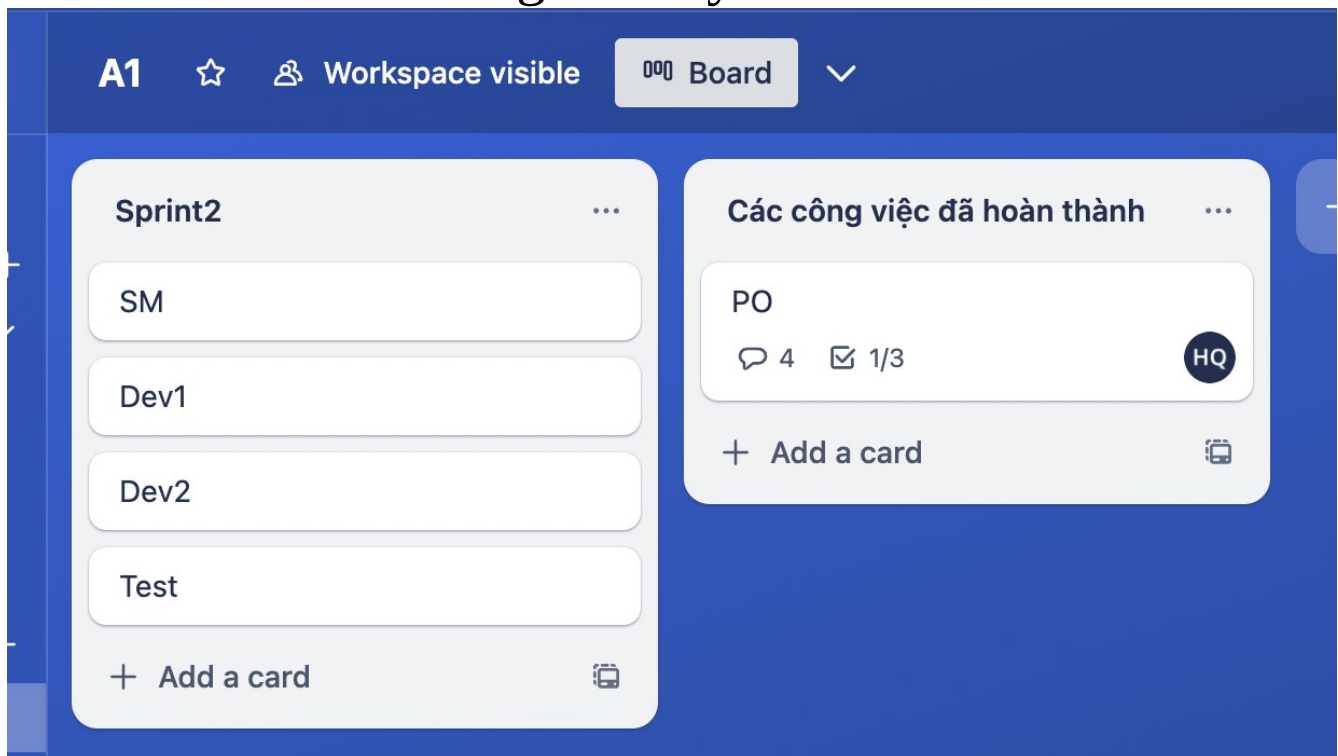 A1 Workspace visible Board
Sprint2
SM
Dev1
Dev2
Test
+ Add a card
Các công việc đã hoàn thành
PO
4 1/3 HQ
+ Add a card